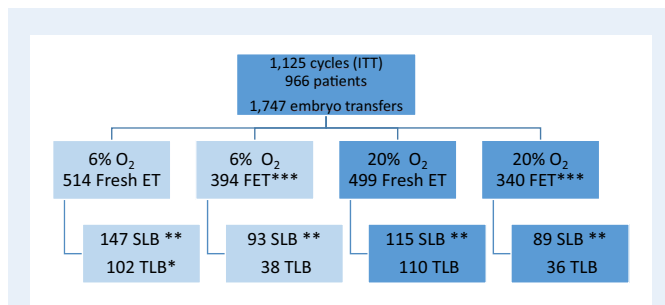 1,125 cycles (ITT)
966 patients
1,747 embryo transfers
6% O₂
514 Fresh ET
6% O₂
394 FET***
20% O₂
499 Fresh ET
20% O₂
340 FET***
147 SLB **
102 TLB*
93 SLB **
38 TLB
115 SLB **
110 TLB
89 SLB **
36 TLB